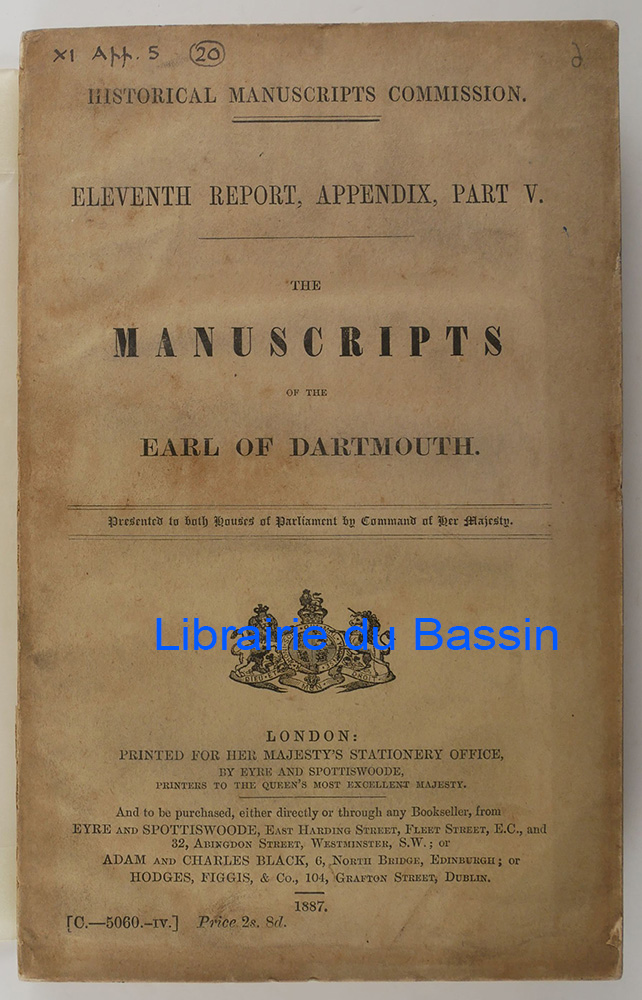 XI App. 5 20
HISTORICAL MANUSCRIPTS COMMISSION.
ELEVENTH REPORT, APPENDIX, PART V.
THE
MANUSCRIPTS
OF THE
EARL OF DARTMOUTH.
Presented to both Houses of Parliament by Command of Her Majesty.
Librairie du Bassin
DIEU ET MON DROIT
LONDON:
PRINTED FOR HER MAJESTY'S STATIONERY OFFICE,
BY EYRE AND SPOTTISWOODE,
PRINTERS TO THE QUEEN'S MOST EXCELLENT MAJESTY.
And to be purchased, either directly or through any Bookseller, from
EYRE AND SPOTTISWOODE, EAST HARDING STREET, FLEET STREET, E.C., and
32, ABINGDON STREET, WESTMINSTER, S.W.; or
ADAM AND CHARLES BLACK, 6, NORTH BRIDGE, EDINBURGH; or
HODGES, FIGGIS, & Co., 104, GRAFTON STREET, DUBLIN.
1887.
[C.—5060.-IV.] Price 2s. 8d.